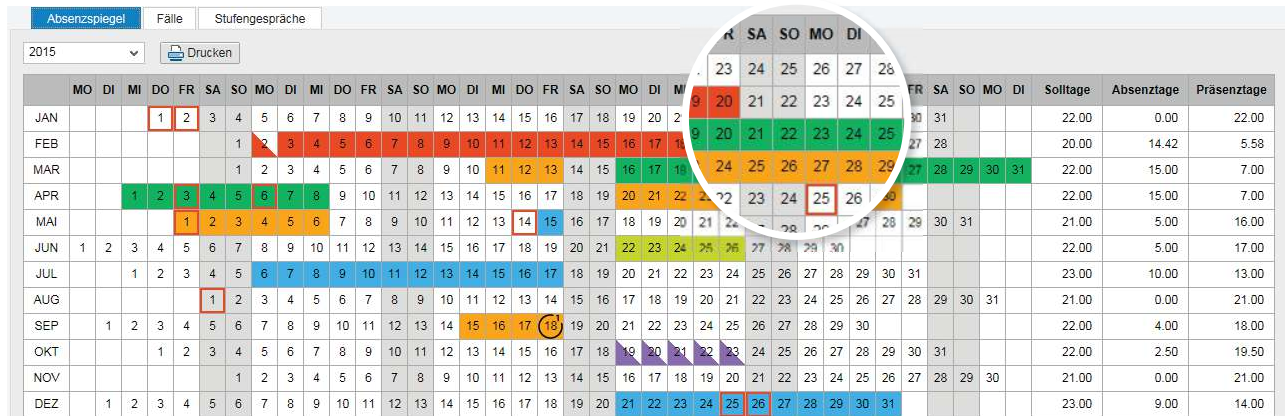 Absenzspiegel Fälle Stufengespräche
2015 Drucken
MO DI MI DO FR SA SO MO DI MI DO FR SA SO MO DI MI DO FR SA SO MO DI FR SA SO MO DI Solltage Absenztage Präsenztage
SA SO MO DI
23 24 25 26 27 28
20 21 22 23 24 25
20 21 22 23 24 25
24 25 26 27 28 29
22 23 24 25 26
JAN 1 2 4 5 6 7 8 9 10 11 12 13 14 15 16 17 18 19 20 30 31 22.00 0.00 22.00
FEB 1 2 3 4 5 6 7 8 9 10 11 12 13 14 15 16 17 18 27 28 20.00 14.42 5.58
MAR 1 2 3 4 5 6 7 8 9 10 11 12 13 14 15 16 17 18 27 28 29 30 31 22.00 15.00 7.00
APR 1 2 3 4 5 6 7 8 9 10 11 12 13 14 15 16 17 18 19 20 21 22 30 22.00 15.00 7.00
MAI 1 2 3 4 5 6 7 8 9 10 11 12 13 14 15 16 17 18 19 20 21 22 27 28 29 30 31 21.00 5.00 16.00
JUN 1 2 3 4 5 6 7 8 9 10 11 12 13 14 15 16 17 18 19 20 21 22 23 24 25 26 27 28 29 30 22.00 5.00 17.00
JUL 1 2 3 4 5 6 7 8 9 10 11 12 13 14 15 16 17 18 19 20 21 22 23 24 25 26 27 28 29 30 31 23.00 10.00 13.00
AUG 1 2 3 4 5 6 7 8 9 10 11 12 13 14 15 16 17 18 19 20 21 22 23 24 25 26 27 28 29 30 31 21.00 0.00 21.00
SEP 1 2 3 4 5 6 7 8 9 10 11 12 13 14 15 16 17 18 1 19 20 21 22 23 24 25 26 27 28 29 30 22.00 4.00 18.00
OKT 1 2 3 4 5 6 7 8 9 10 11 12 13 14 15 16 17 18 19 20 21 22 23 24 25 26 27 28 29 30 31 22.00 2.50 19.50
NOV 1 2 3 4 5 6 7 8 9 10 11 12 13 14 15 16 17 18 19 20 21 22 23 24 25 26 27 28 29 30 21.00 0.00 21.00
DEZ 1 2 3 4 5 6 7 8 9 10 11 12 13 14 15 16 17 18 19 20 21 22 23 24 25 26 27 28 29 30 31 23.00 9.00 14.00